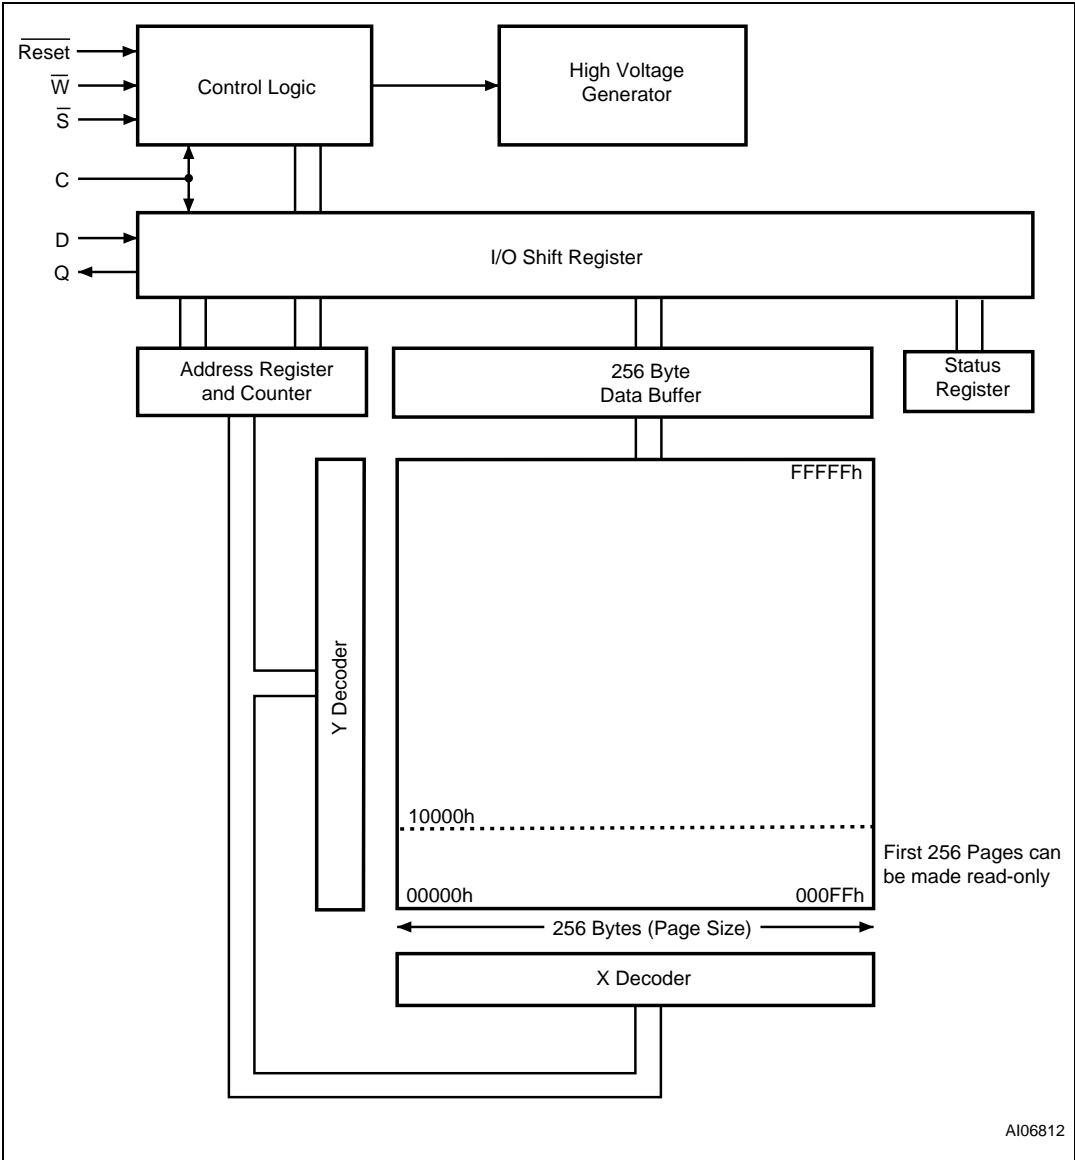 Reset
W
S
C
D
Q
Control Logic
High Voltage
Generator
I/O Shift Register
Address Register
and Counter
256 Byte
Data Buffer
Status
Register
Y Decoder
FFFFFh
10000h
00000h
000FFh
First 256 Pages can
be made read-only
256 Bytes (Page Size)
X Decoder
AI06812